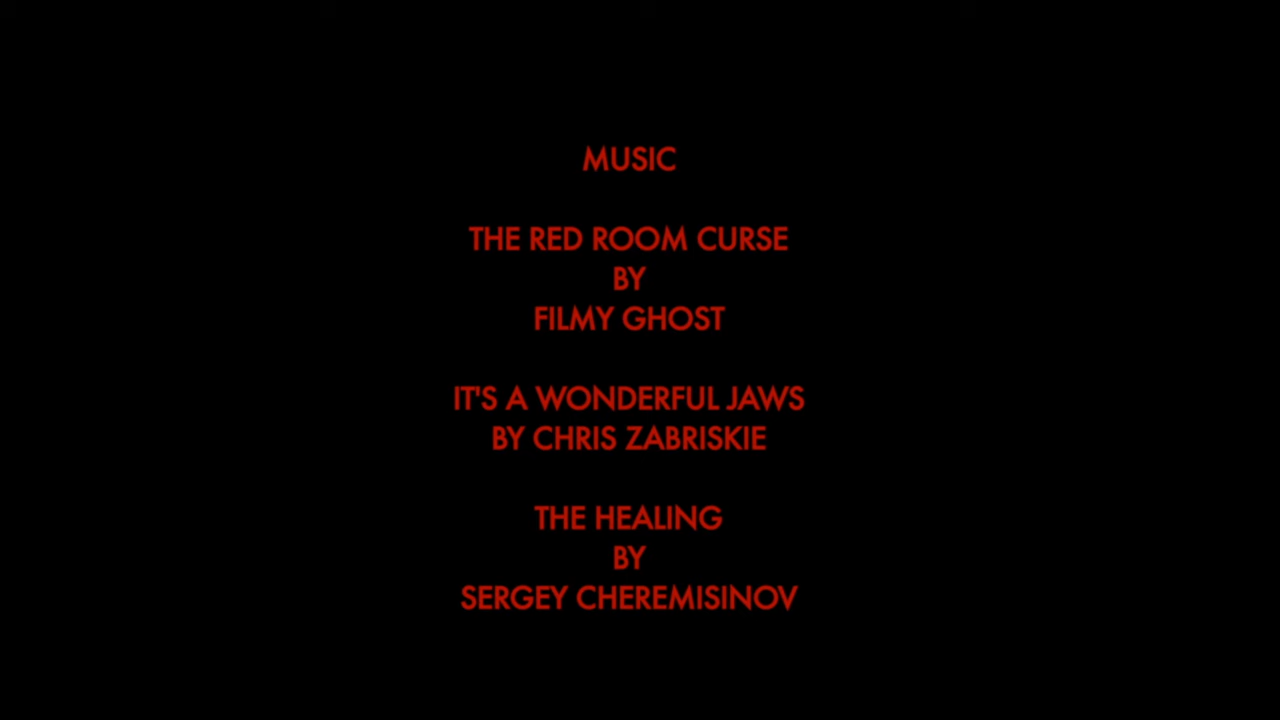 MUSIC
THE RED ROOM CURSE
BY
FILMY GHOST
IT'S A WONDERFUL JAWS
BY CHRIS ZABRISKIE
THE HEALING
BY
SERGEY CHEREMISINOV